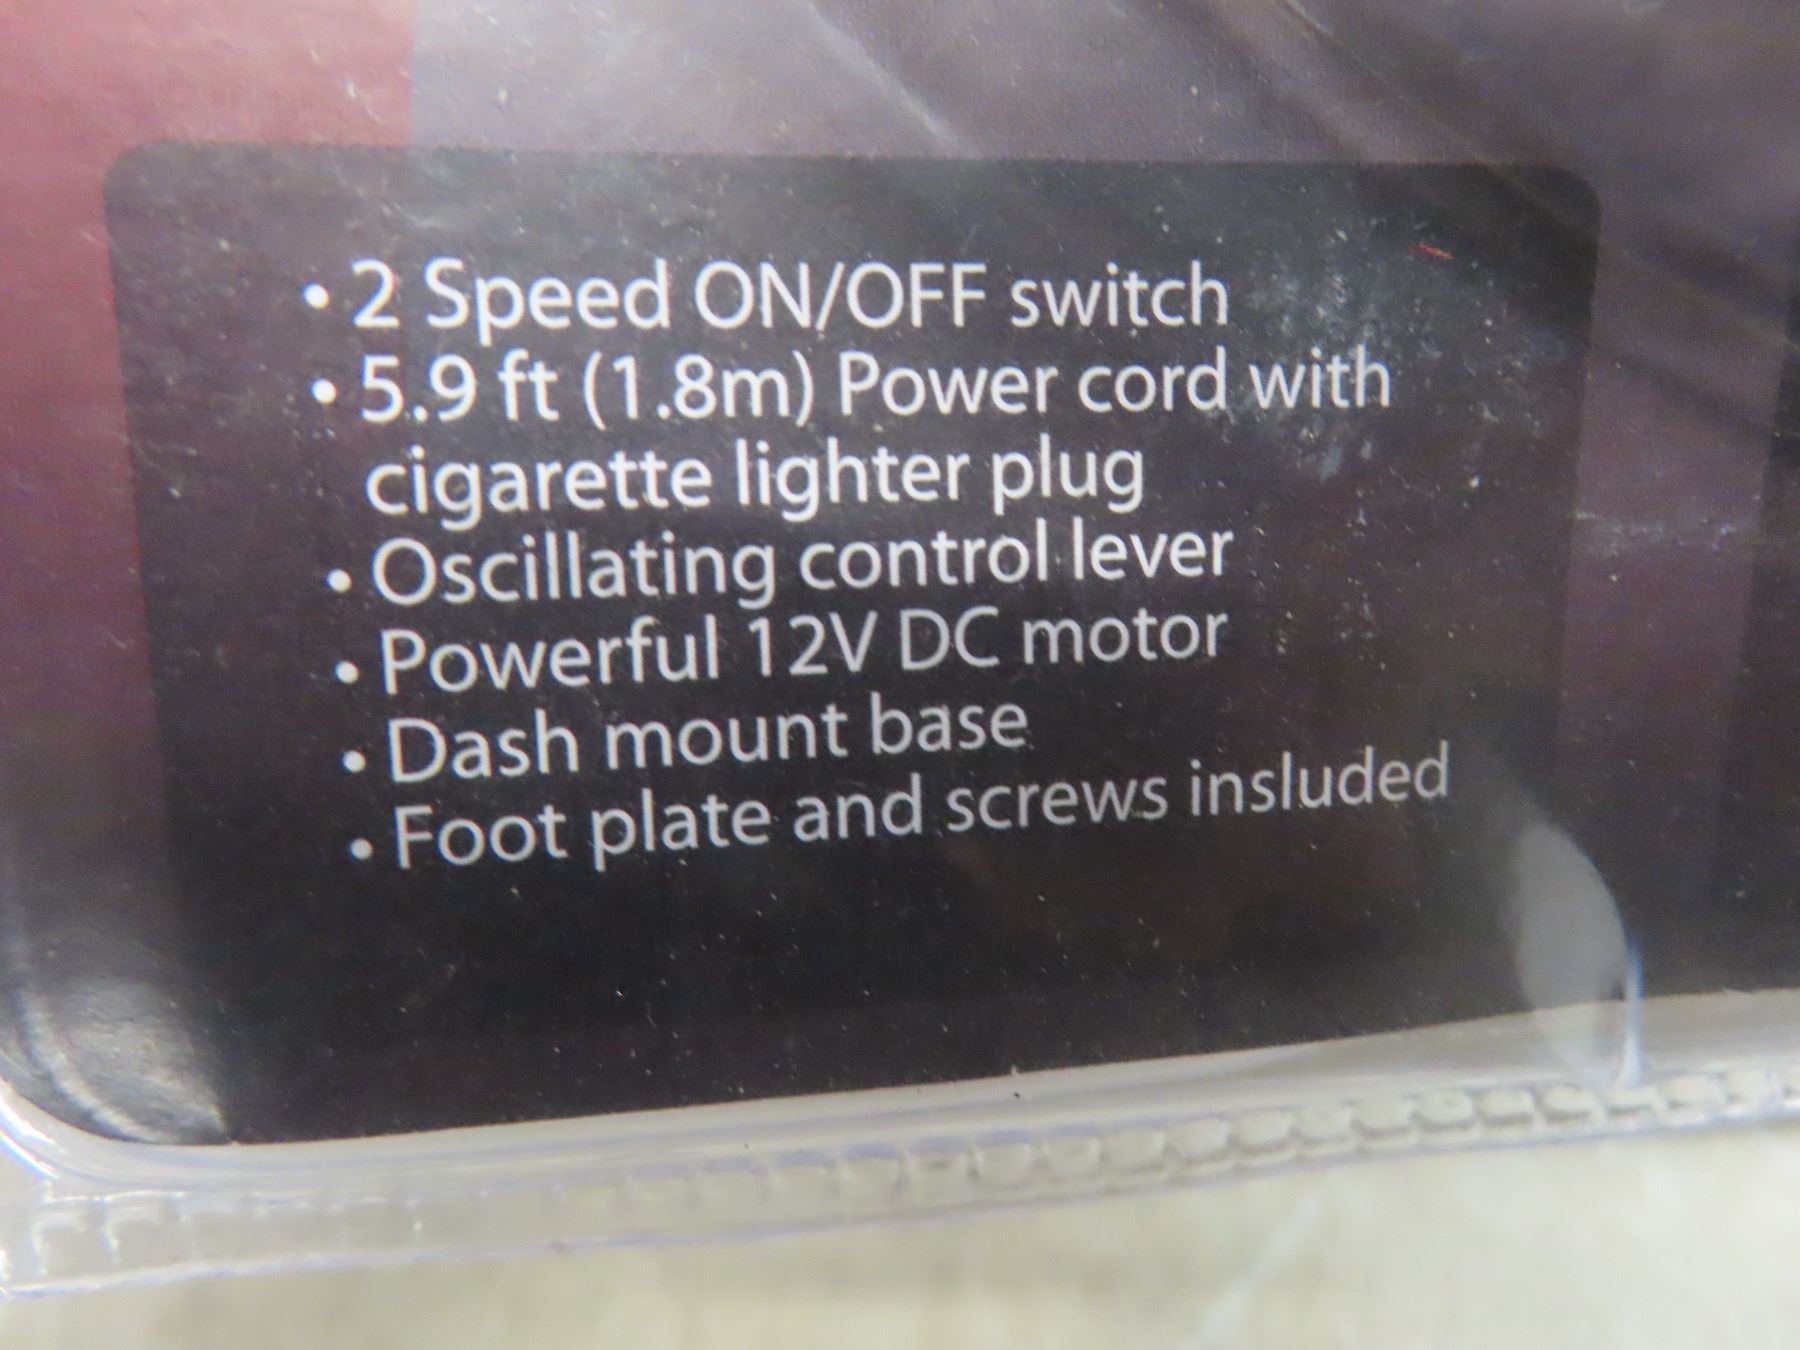 • 2 Speed ON/OFF switch
• 5.9 ft (1.8m) Power cord with
cigarette lighter plug
• Oscillating control lever
• Powerful 12V DC motor
• Dash mount base
• Foot plate and screws insluded